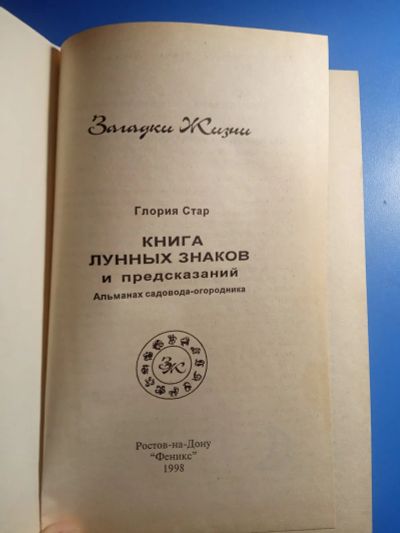 Загадки Жизни
Глория Стар
КНИГА
ЛУННЫХ ЗНАКОВ
и предсказаний
Альманах садовода-огородника
ЗЖ
Ростов-на-Дону
"Феникс"
1998